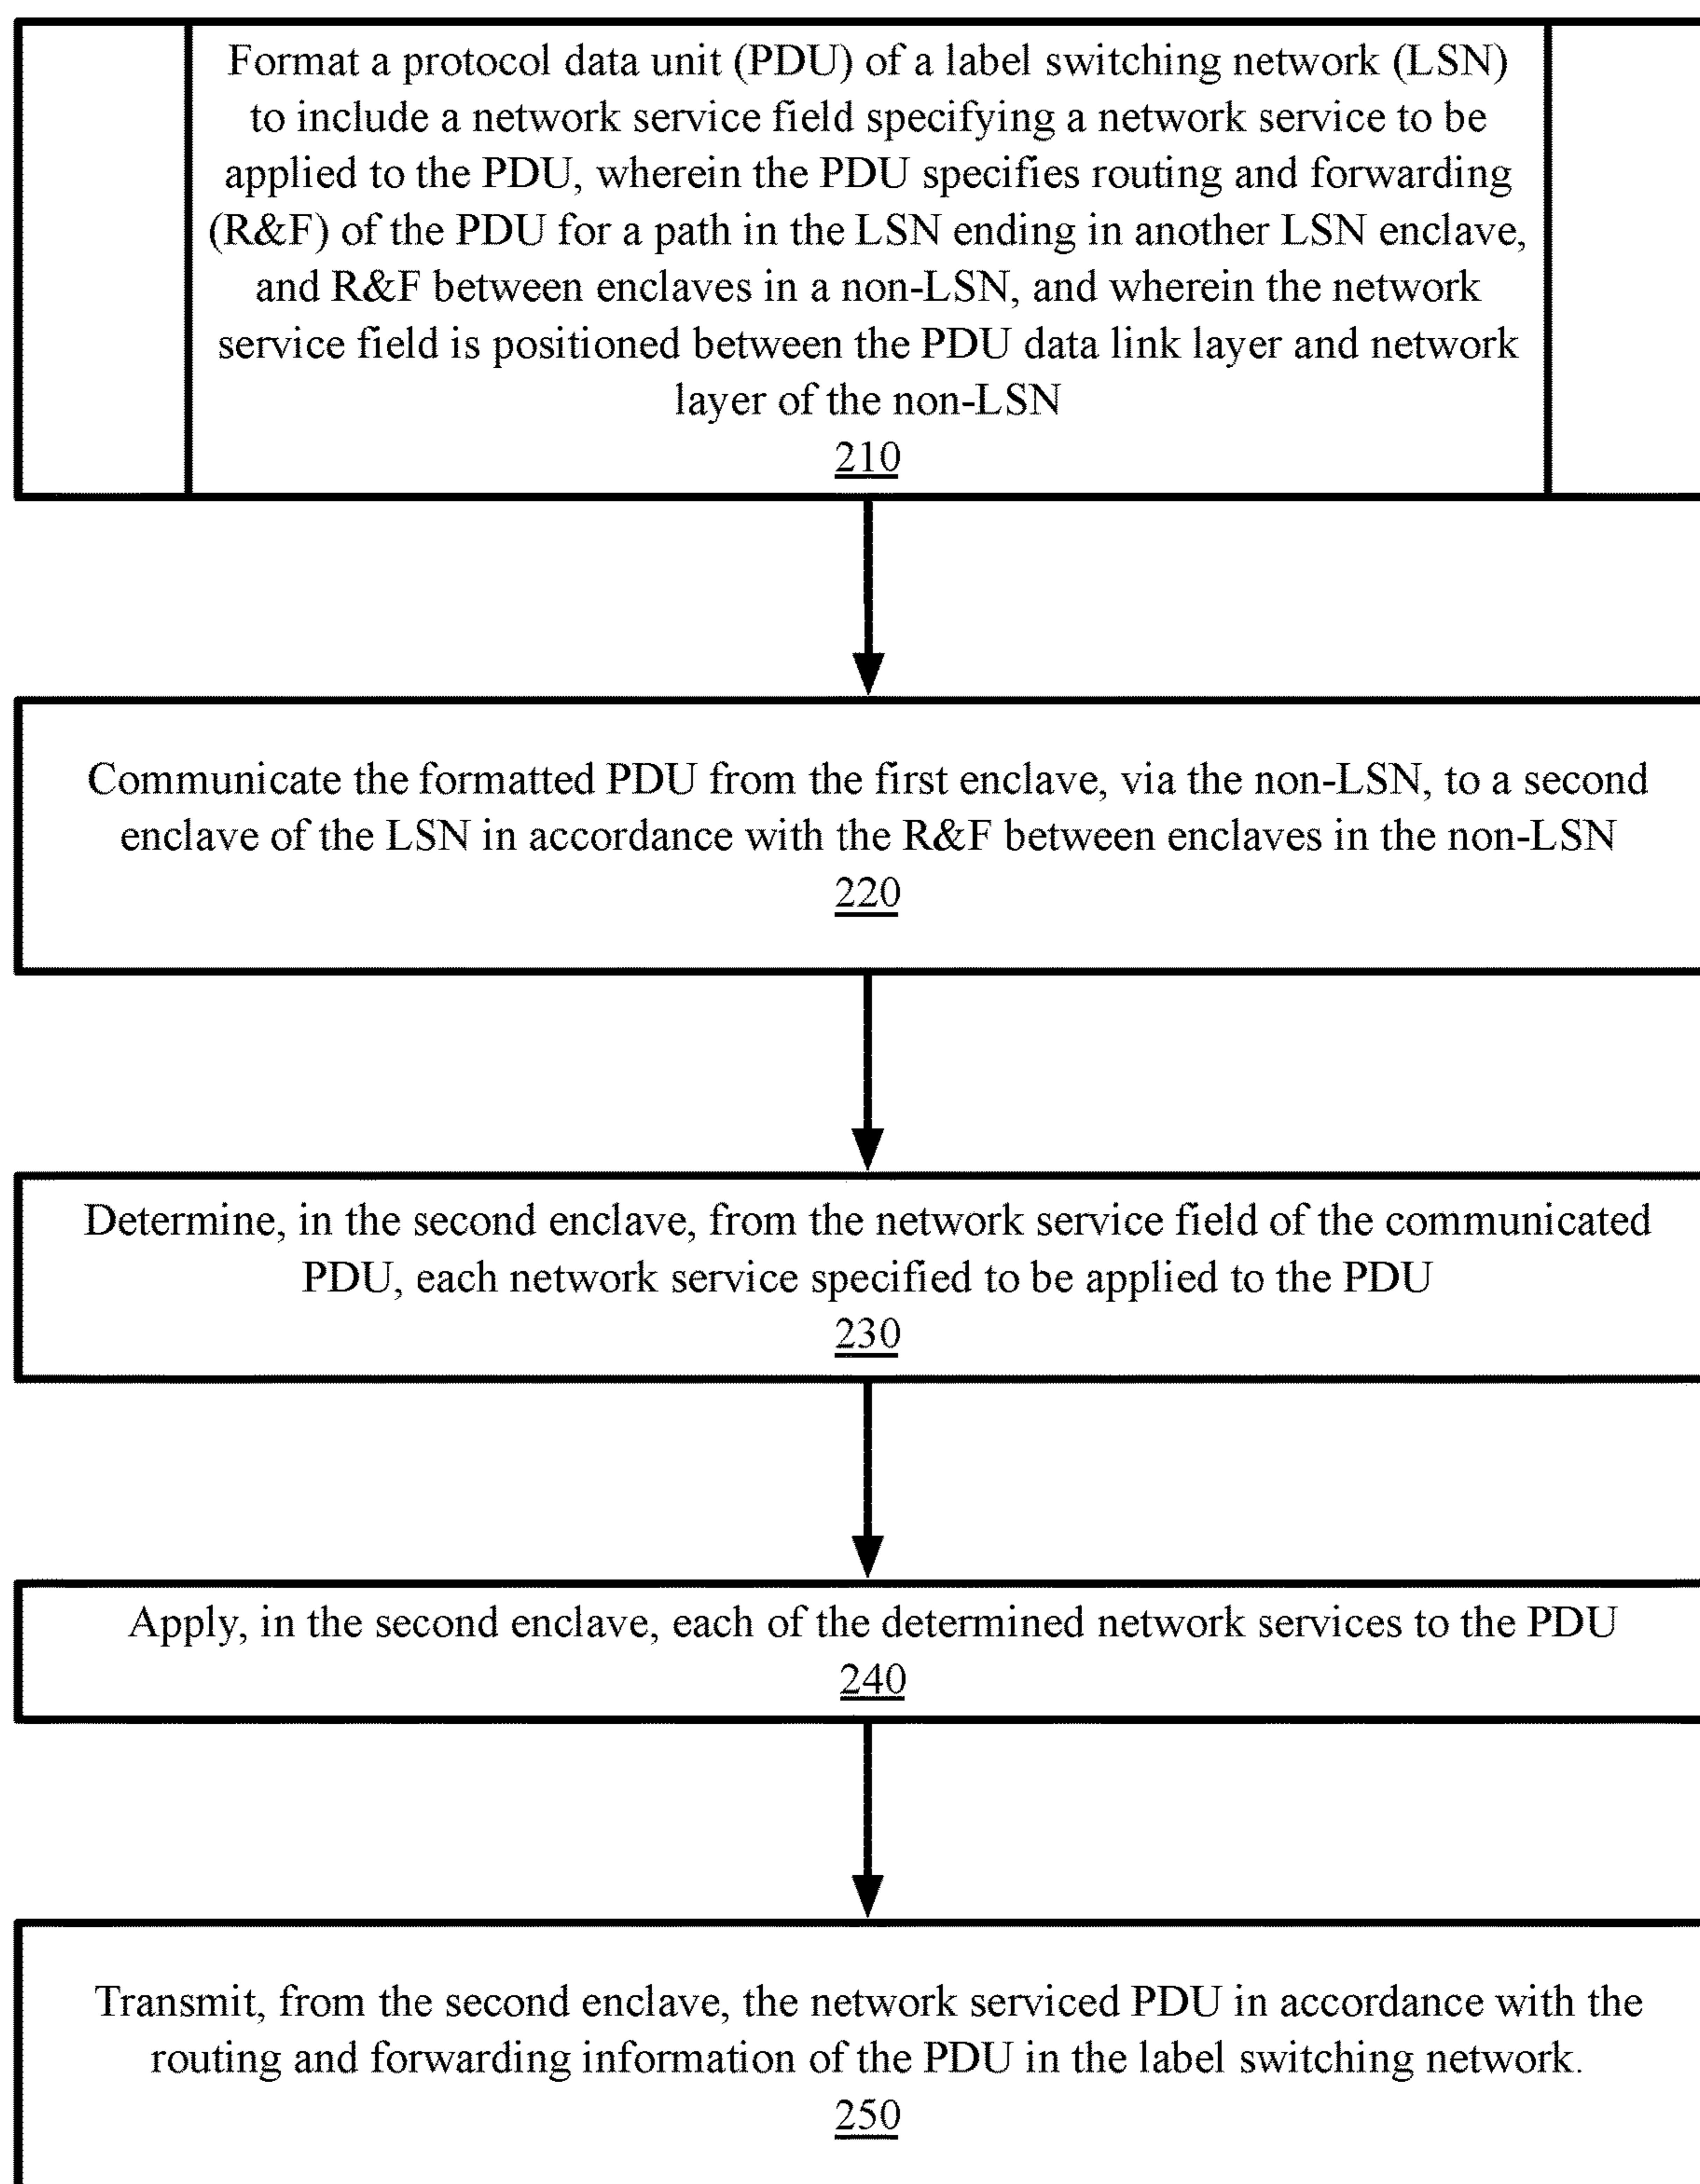 Format a protocol data unit (PDU) of a label switching network (LSN)
to include a network service field specifying a network service to be
applied to the PDU, wherein the PDU specifies routing and forwarding
(R&F) of the PDU for a path in the LSN ending in another LSN enclave,
and R&F between enclaves in a non-LSN, and wherein the network
service field is positioned between the PDU data link layer and network
layer of the non-LSN
210
Communicate the formatted PDU from the first enclave, via the non-LSN, to a second
enclave of the LSN in accordance with the R&F between enclaves in the non-LSN
220
Determine, in the second enclave, from the network service field of the communicated
PDU, each network service specified to be applied to the PDU
230
Apply, in the second enclave, each of the determined network services to the PDU
240
Transmit, from the second enclave, the network serviced PDU in accordance with the
routing and forwarding information of the PDU in the label switching network.
250